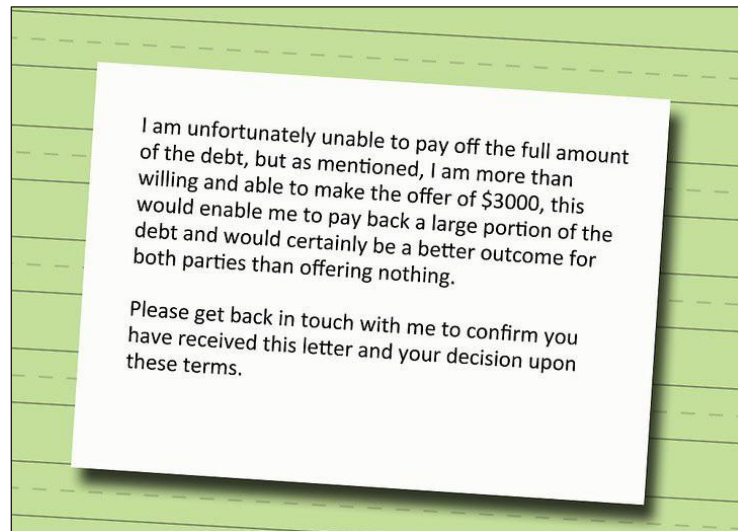 I am unfortunately unable to pay off the full amount
of the debt, but as mentioned, I am more than
willing and able to make the offer of $3000, this
would enable me to pay back a large portion of the
debt and would certainly be a better outcome for
both parties than offering nothing.
Please get back in touch with me to confirm you
have received this letter and your decision upon
these terms.